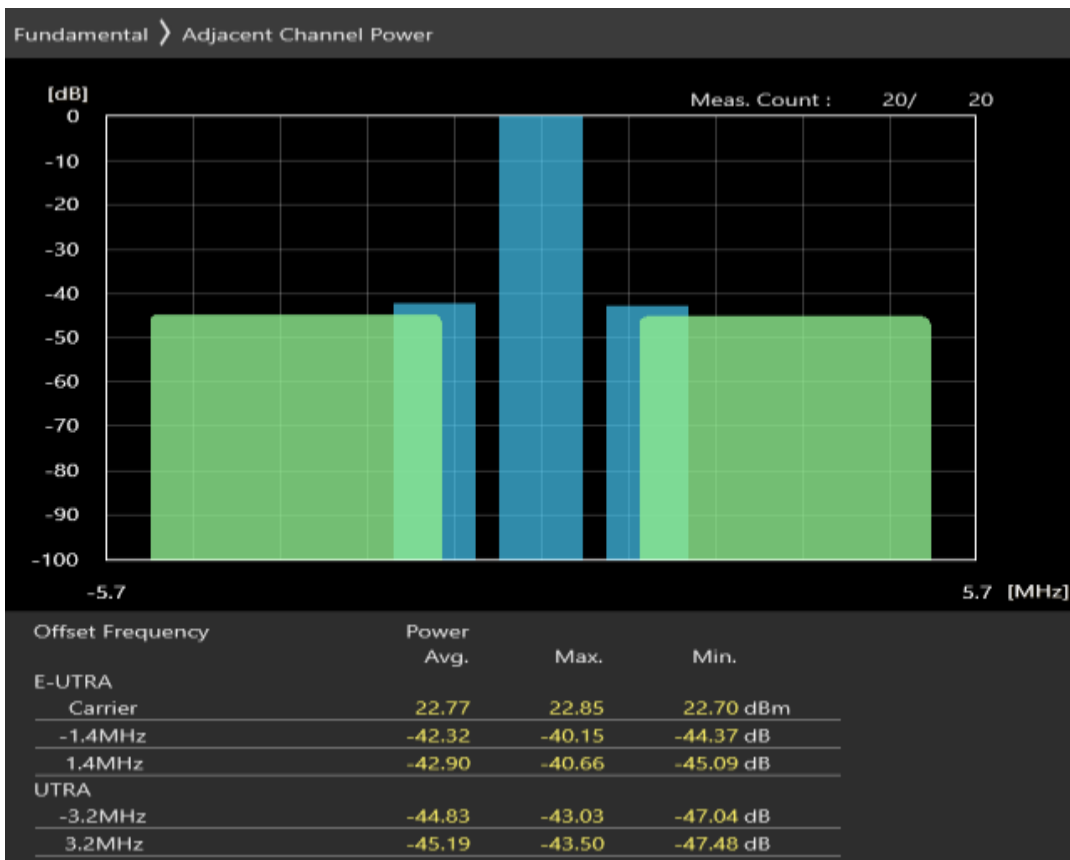 Fundamental 〉 Adjacent Channel Power
[dB]
Meas. Count : 20/ 20
0
-10
-20
-30
-40
-50
-60
-70
-80
-90
-100
-5.7 5.7 [MHz]
Offset Frequency Power
Avg. Max. Min.
E-UTRA
Carrier 22.77 22.85 22.70 dBm
-1.4MHz -42.32 -40.15 -44.37 dB
1.4MHz -42.90 -40.66 -45.09 dB
UTRA
-3.2MHz -44.83 -43.03 -47.04 dB
3.2MHz -45.19 -43.50 -47.48 dB